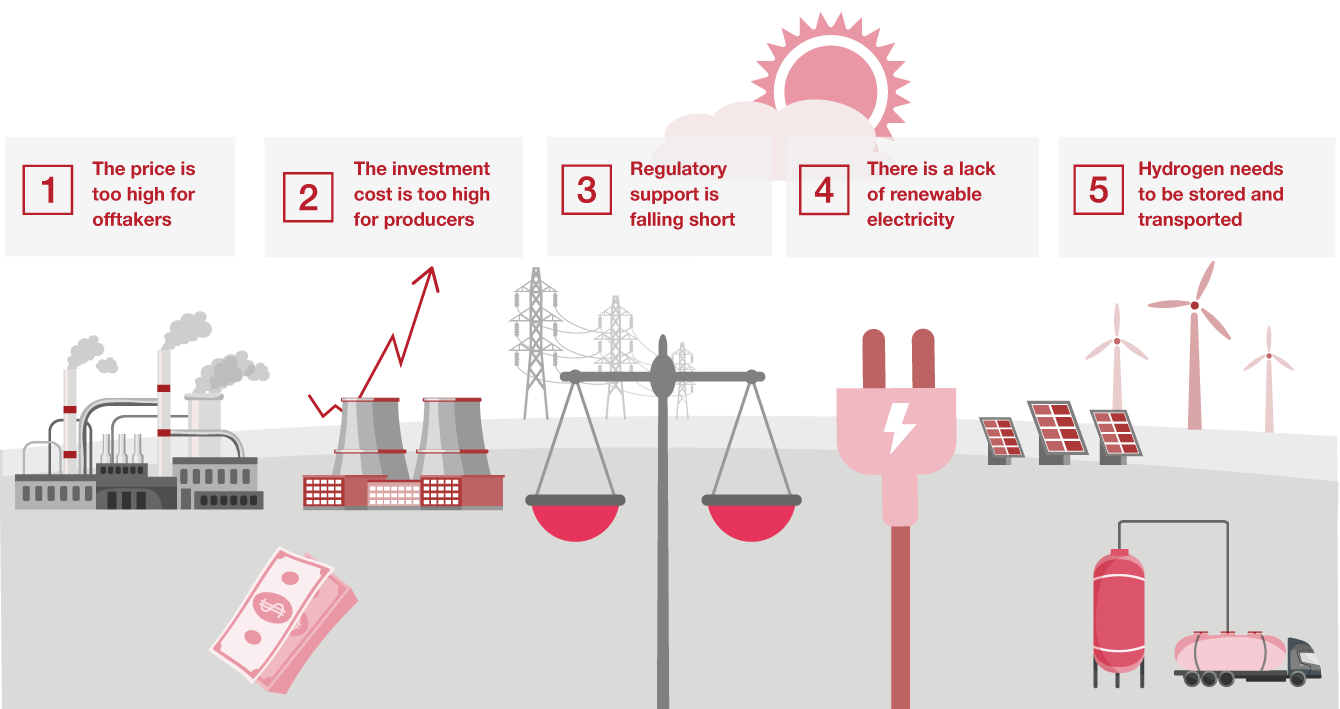 1
The price is
too high for
offtakers
2
The investment
cost is too high
for producers
3
Regulatory
support is
falling short
4
There is a lack
of renewable
electricity
5
Hydrogen needs
to be stored and
transported
$
$